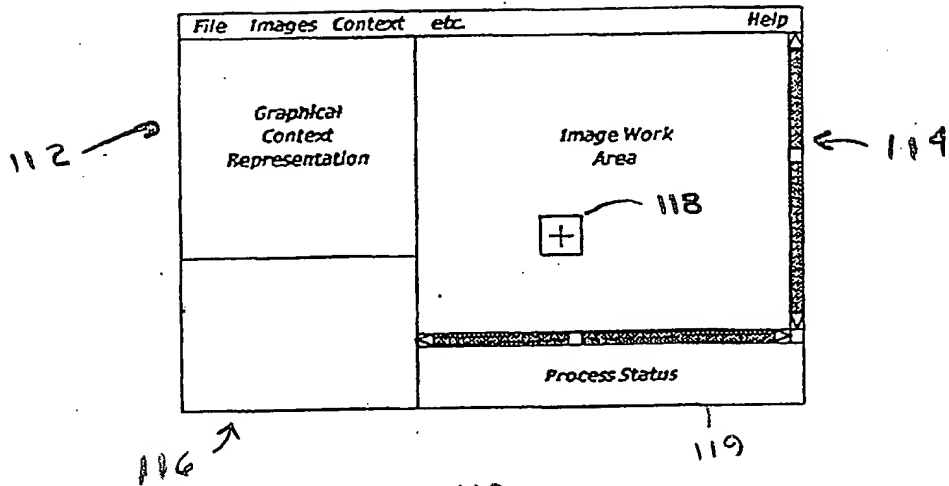 File Images Context etc. Help
Graphical
Context
Representation
Image Work
Area
112
114
118
Process Status
116
119